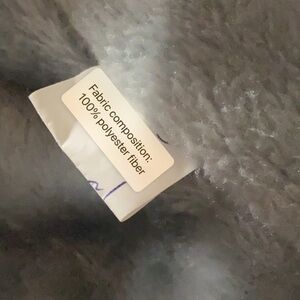 Fabric composition:
100% polyester fiber